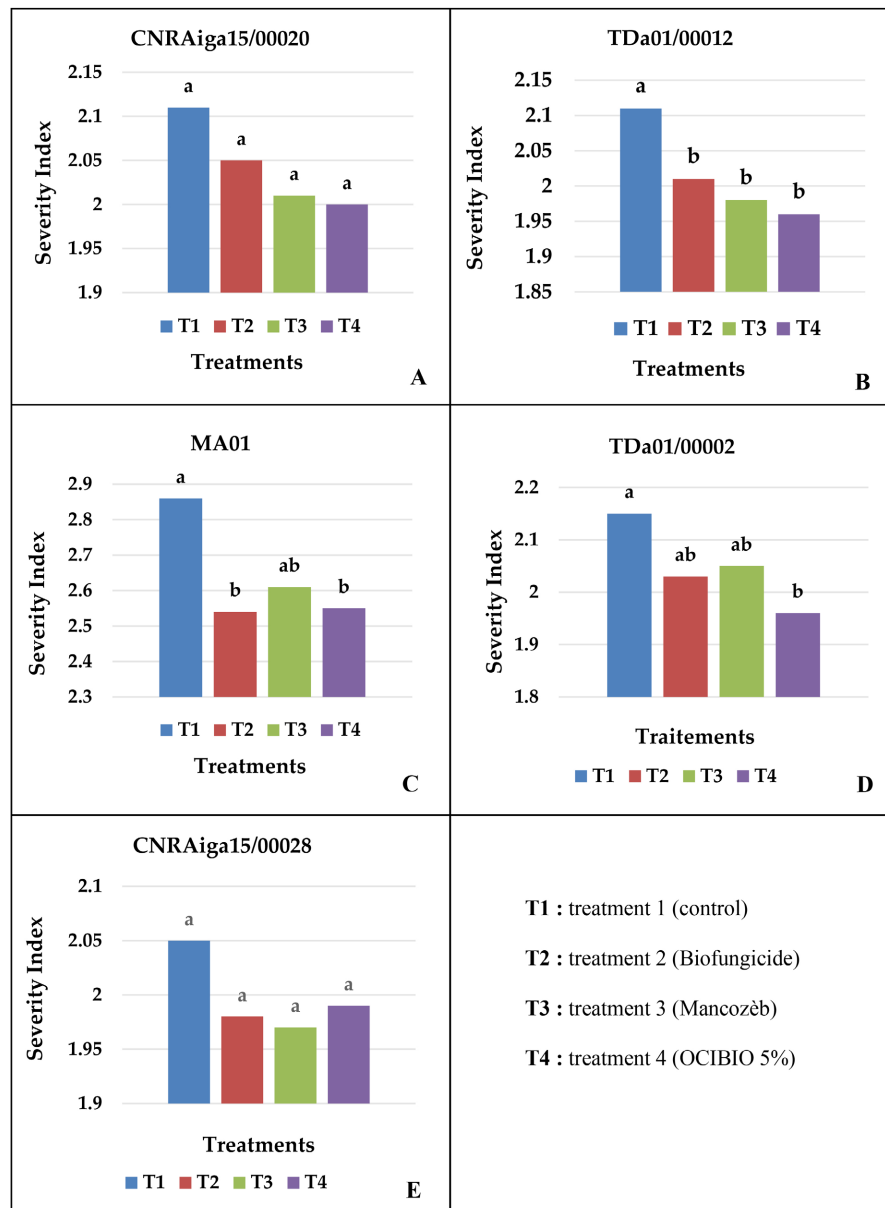 CNRAiga15/00020
2.15
2.1
2.05
2
1.95
1.9
Severity Index
a
a
a
a
T1 T2 T3 T4
Treatments
A
TDa01/00012
2.15
2.1
2.05
2
1.95
1.9
1.85
Severity Index
a
b
b
b
T1 T2 T3 T4
Treatments
B
MA01
2.9
2.8
2.7
2.6
2.5
2.4
2.3
Severity Index
a
b
ab
b
T1 T2 T3 T4
Treatments
C
TDa01/00002
2.2
2.1
2
1.9
1.8
Severity Index
a
ab
ab
b
Traitements
T1 T2 T3 T4
D
CNRAiga15/00028
2.1
2.05
2
1.95
1.9
Severity Index
a
a
a
a
Treatments
T1 T2 T3 T4
E
T1 : treatment 1 (control)
T2 : treatment 2 (Biofungicide)
T3 : treatment 3 (Mancozèb)
T4 : treatment 4 (OCIBIO 5%)